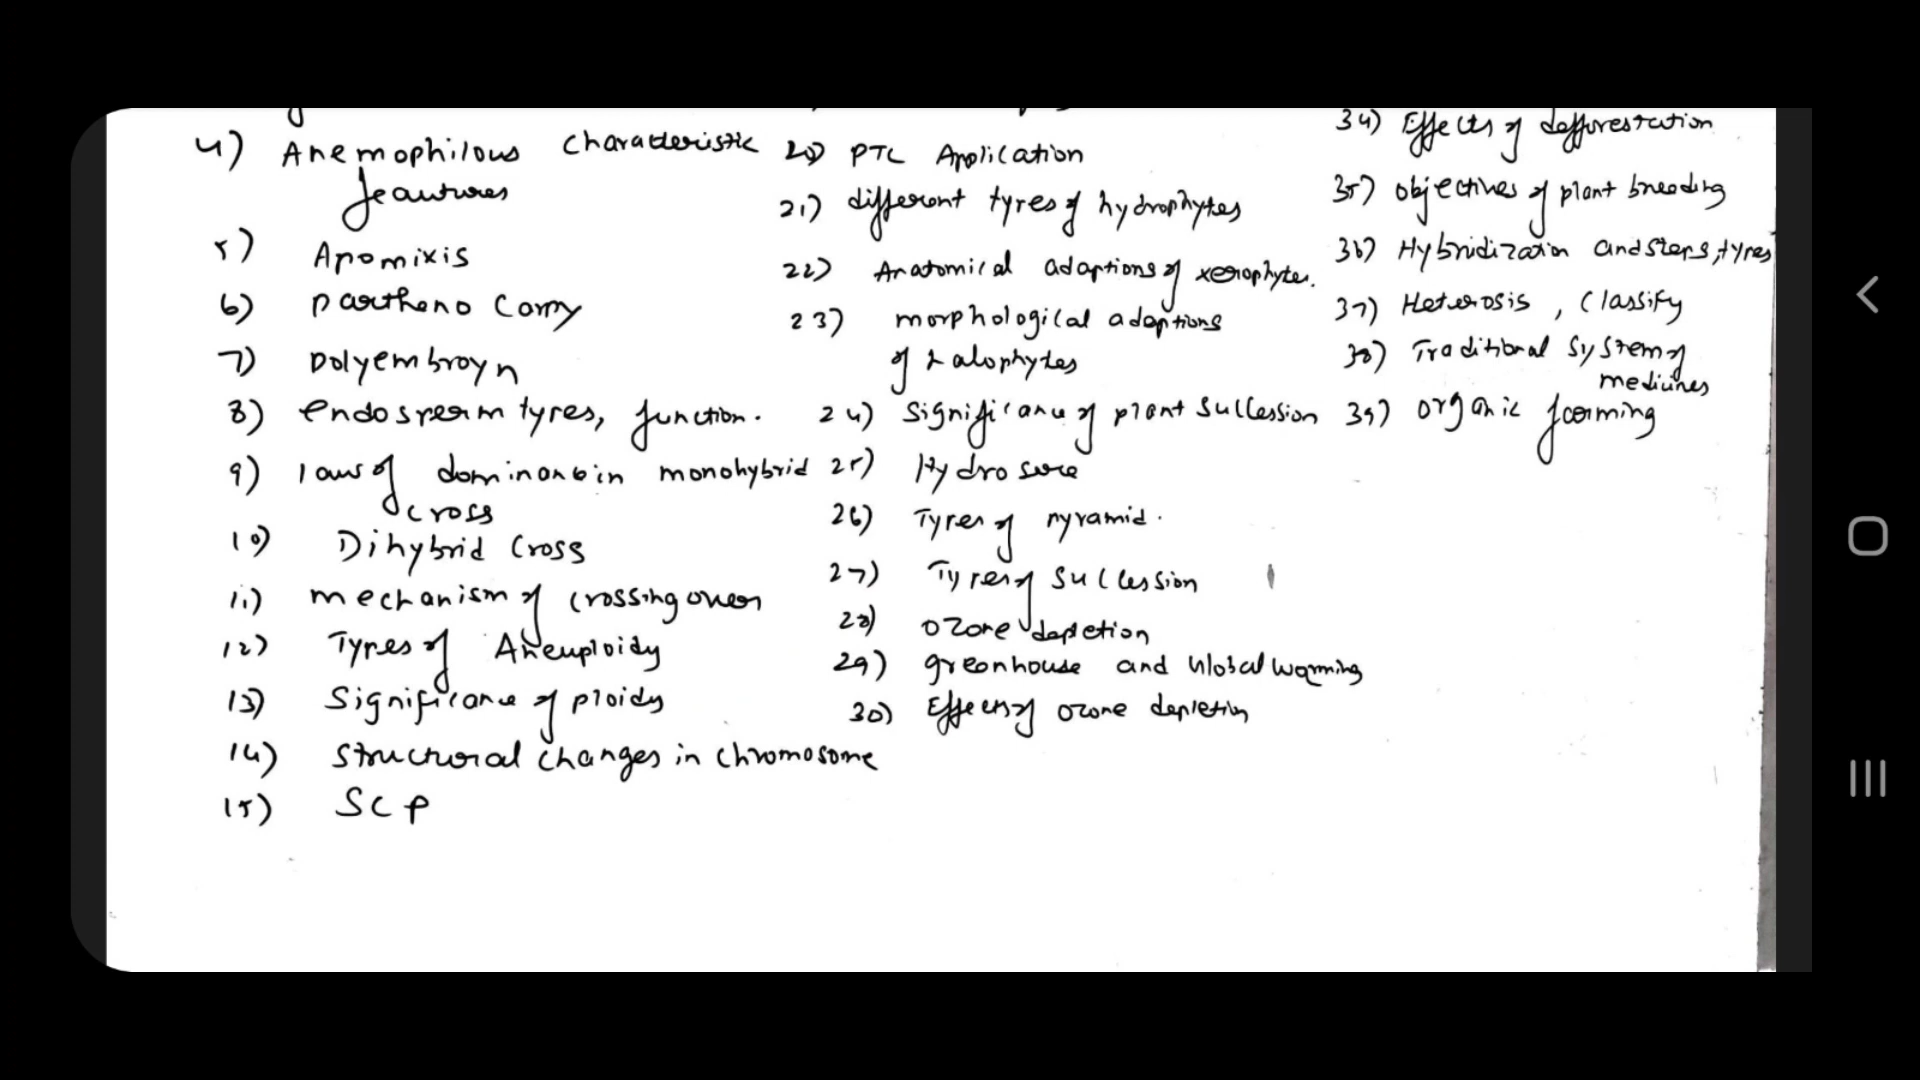 4) Anemophilous characteristic
feautures
5) Apomixis
6) partheno Carpy
7) polyembroyn
8) endosperm types, function.
9) laws of dominance in monohybrid
cross
10) Dihybrid Cross
11) mechanism of crossing over
12) Types of Aneuploidy
13) Significance of ploidy
14) Structural changes in chromosome
15) SCP
20) PTC Application
21) different types of hydrophytes
22) Anatomical adaptions of xerophytes.
23) morphological adaptions
of halophytes
24) Significance of plant Succession
25) Hydrosere
26) Types of pyramid.
27) Types of Succession
28) Ozone depletion
29) greenhouse and Global warming
30) Effects of ozone depletion
34) Effects of defforestation
35) objectives of plant breeding
36) Hybridization and steps, types
37) Heterosis, Classify
38) Traditional System of
medicines
39) organic farming